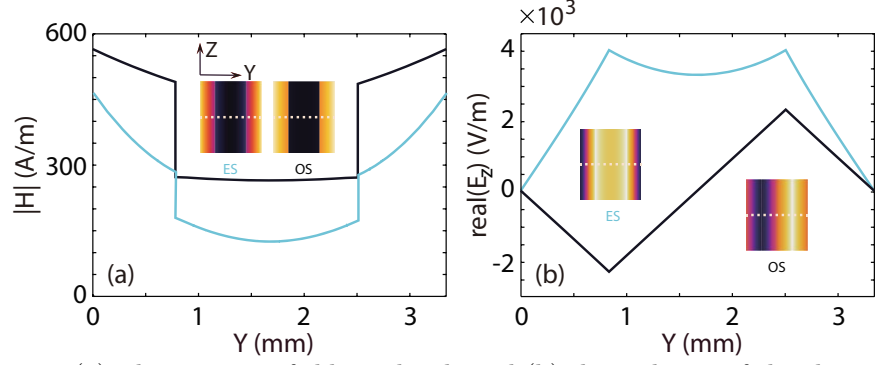 ×10³
600
300
0
|H| (A/m)
Z
Y
ES
OS
(a)
0
1
2
3
Y (mm)
4
2
0
-2
real(E_z) (V/m)
ES
OS
(b)
0
1
2
3
Y (mm)